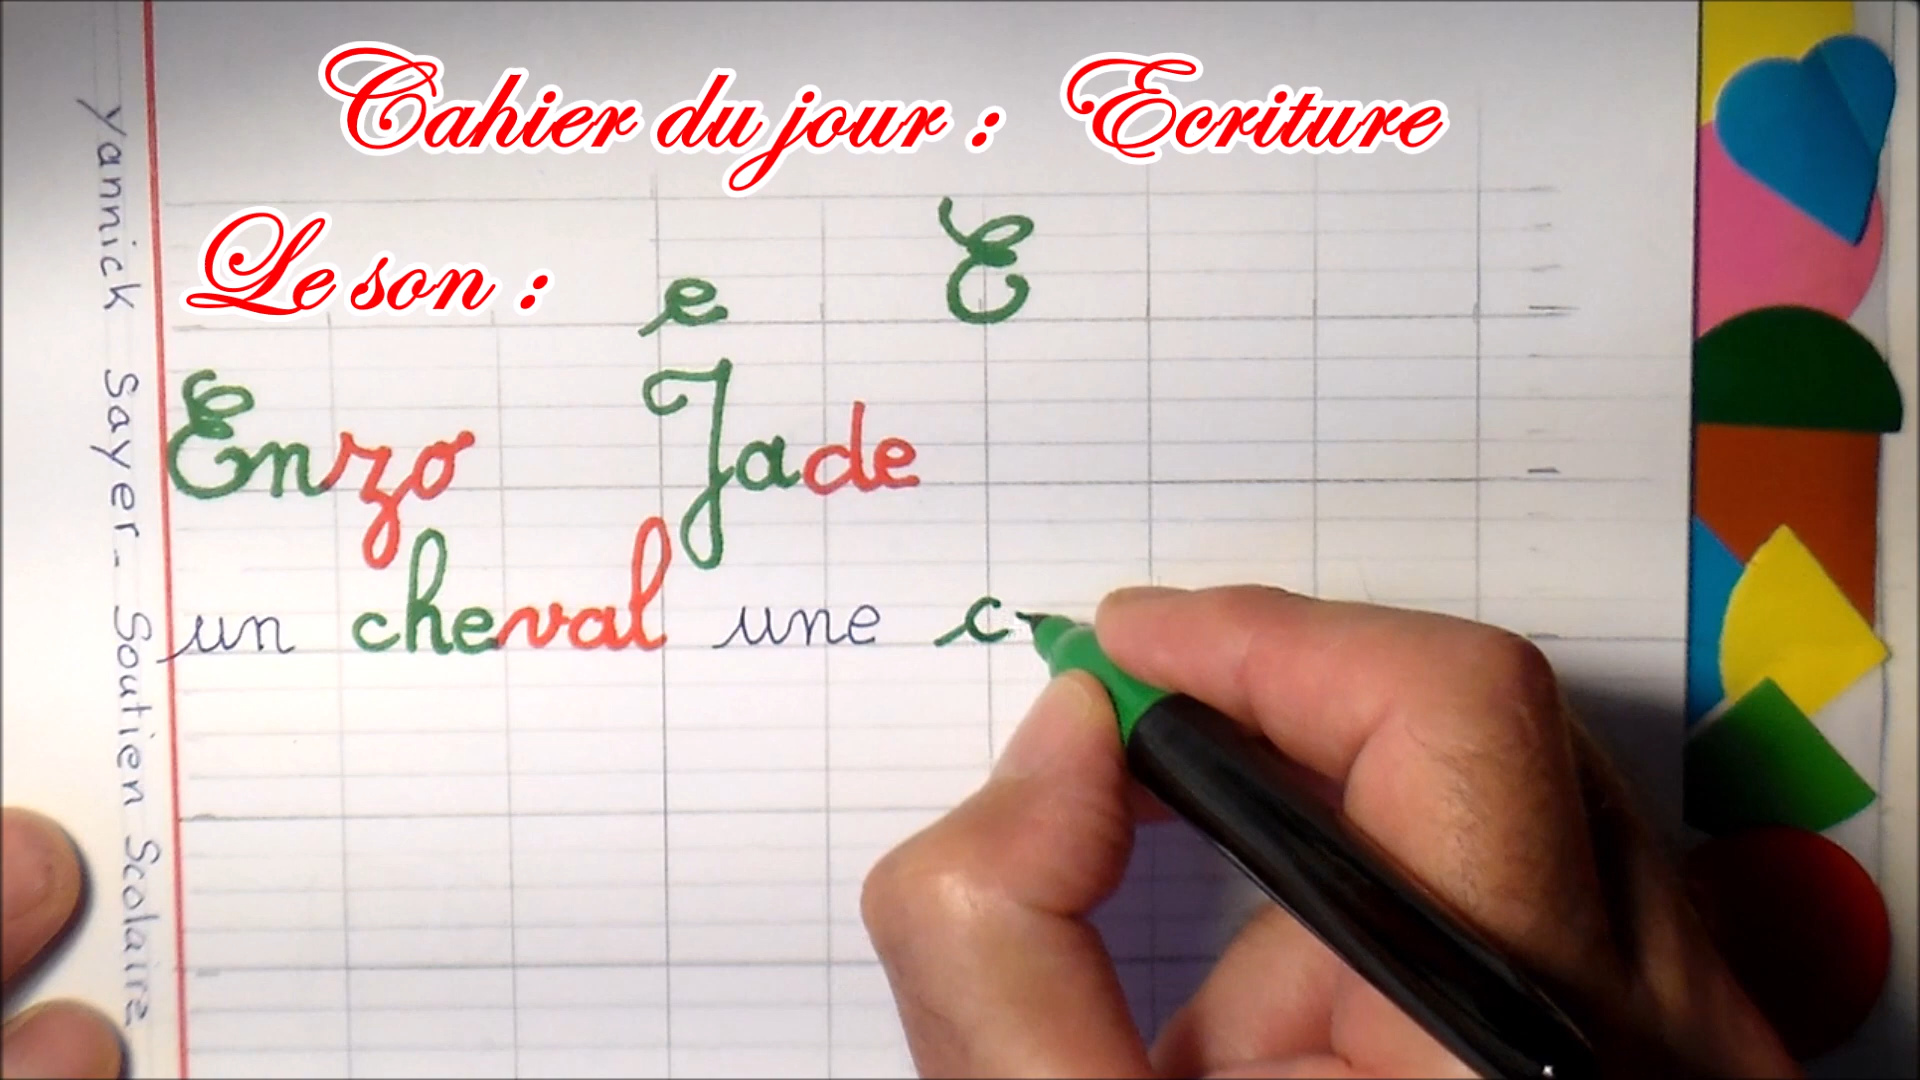 Cahier du jour : Ecriture
Le son : e E
Enzo Jade
un cheval une c
Yannick Sayer - Soutien Scolaire